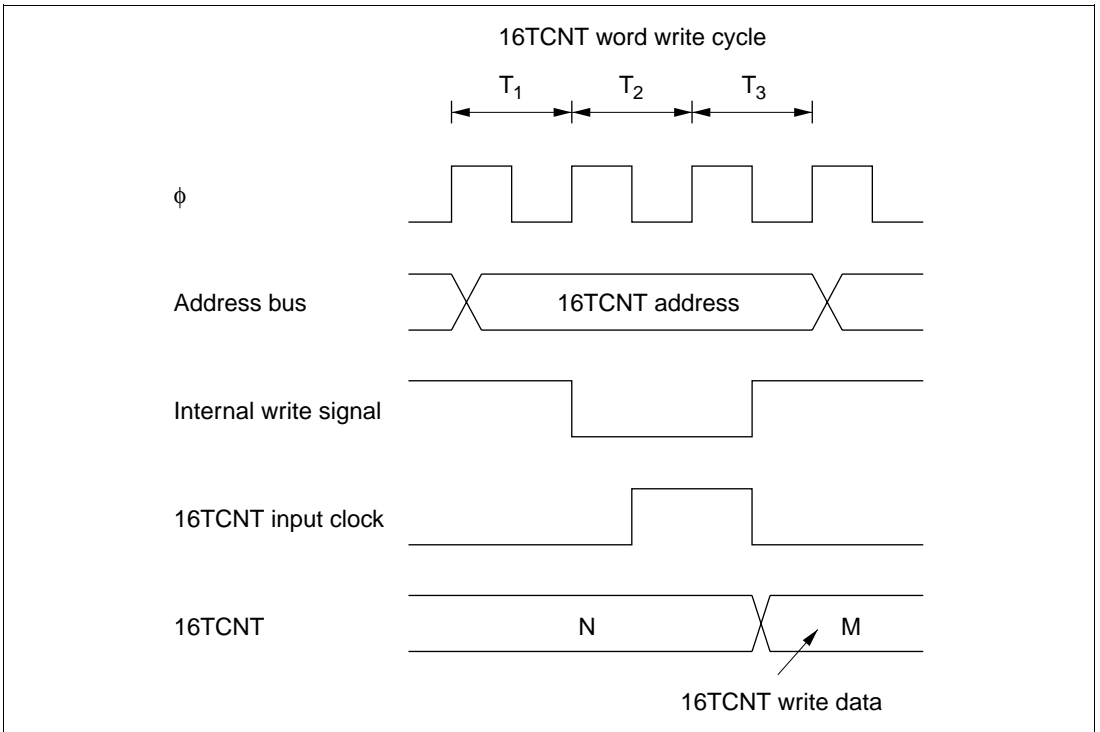 16TCNT word write cycle
T1 T2 T3
φ
Address bus
16TCNT address
Internal write signal
16TCNT input clock
16TCNT
N
M
16TCNT write data